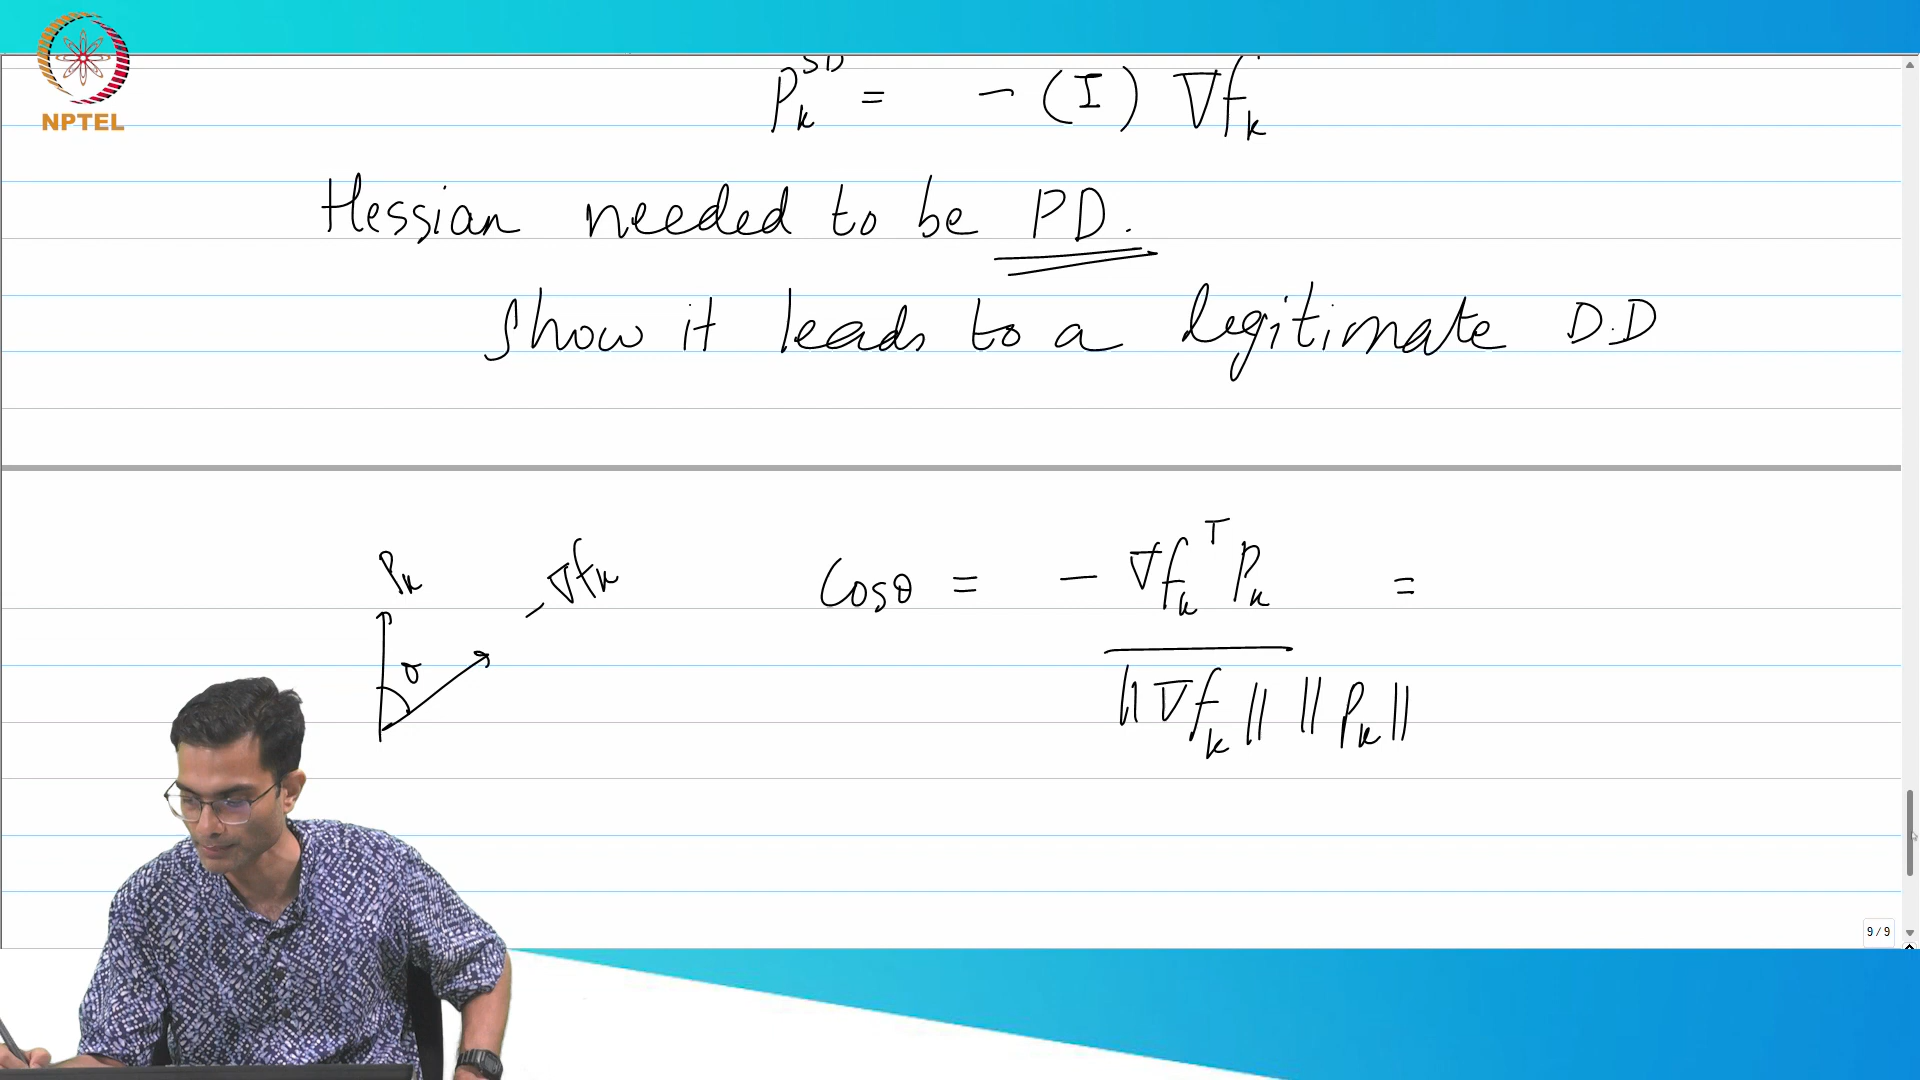 NPTEL
P_k^{SD} = - (I) ∇f_k
Hessian needed to be PD.
show it leads to a legitimate D.D
P_k
-∇f_k
θ
Cosθ = - ∇f_k^T P_k / ‖∇f_k‖ ‖P_k‖ =
9/9